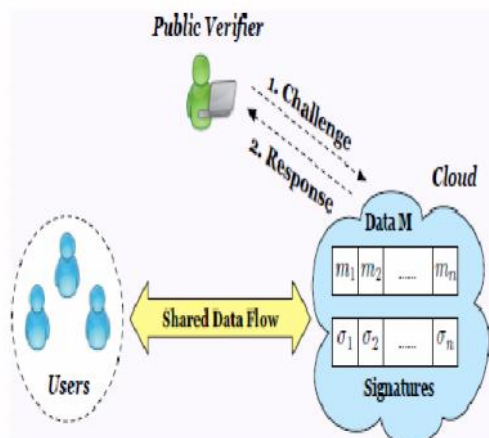 Public Verifier
1. Challenge
2. Response
Cloud
Data M
m₁ m₂ ...... mₙ
Shared Data Flow
σ₁ σ₂ ...... σₙ
Users
Signatures